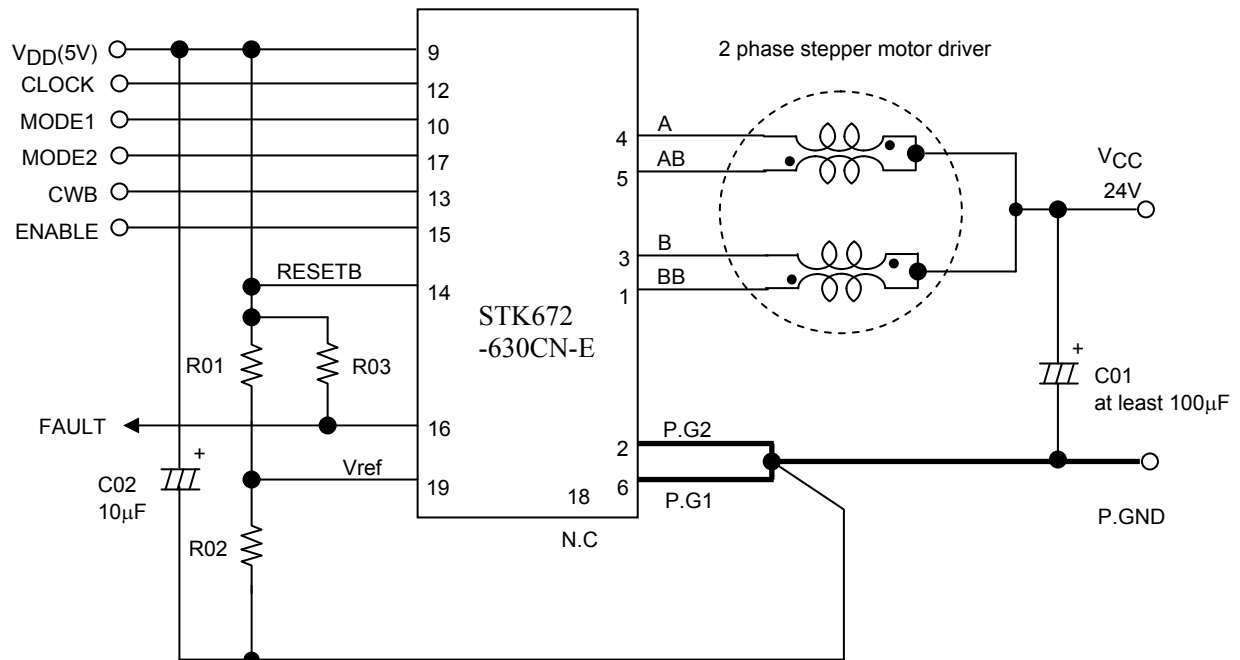 VDD(5V)
9
CLOCK
12
MODE1
10
MODE2
17
CWB
13
ENABLE
15
RESETB
14
R01
R03
FAULT
16
Vref
19
+
C02
10μF
R02
STK672
-630CN-E
18
N.C
2 phase stepper motor driver
4
A
5
AB
3
B
1
BB
VCC
24V
+
C01
at least 100μF
2
P.G2
6
P.G1
P.GND